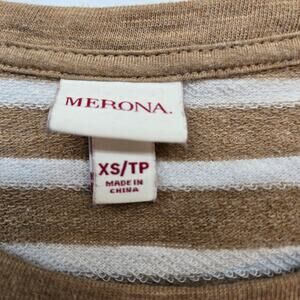 MERONA.
XS/TP
MADE IN
CHINA